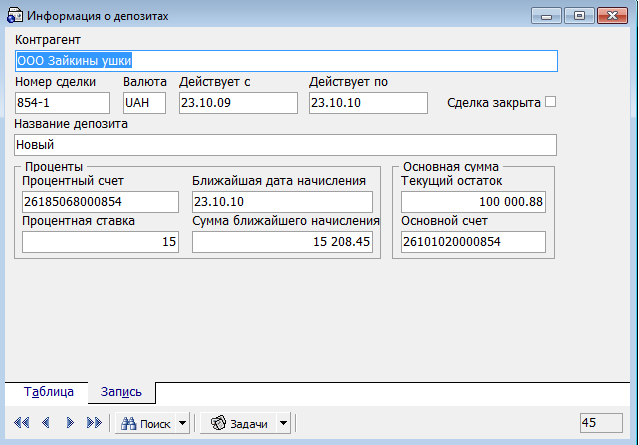 Информация о депозитах
Контрагент
ООО Зайкины ушки
Номер сделки Валюта Действует с Действует по
854-1 UAH 23.10.09 23.10.10 Сделка закрыта
Название депозита
Новый
Проценты Основная сумма
Процентный счет Ближайшая дата начисления Текущий остаток
26185068000854 23.10.10 100 000.88
Процентная ставка Сумма ближайшего начисления Основной счет
15 15 208.45 26101020000854
Таблица Запись
Поиск Задачи 45